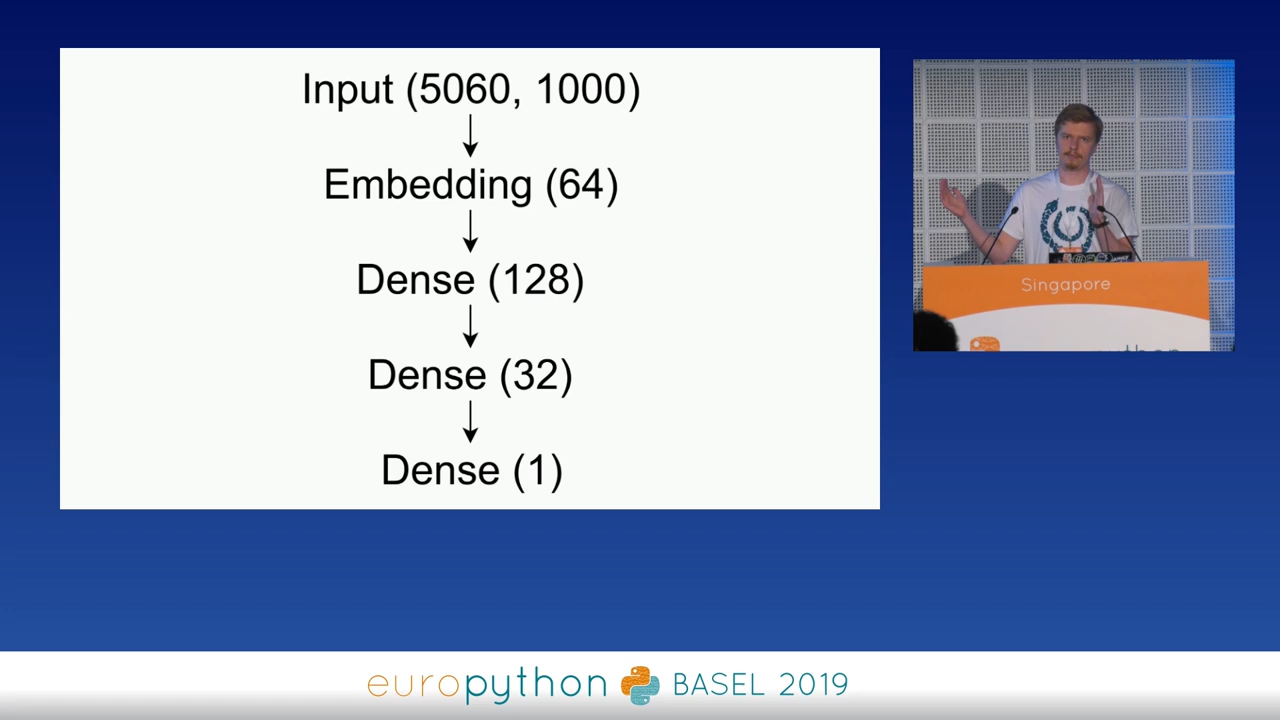 Input (5060, 1000)
Embedding (64)
Dense (128)
Dense (32)
Dense (1)
Singapore
europython BASEL 2019